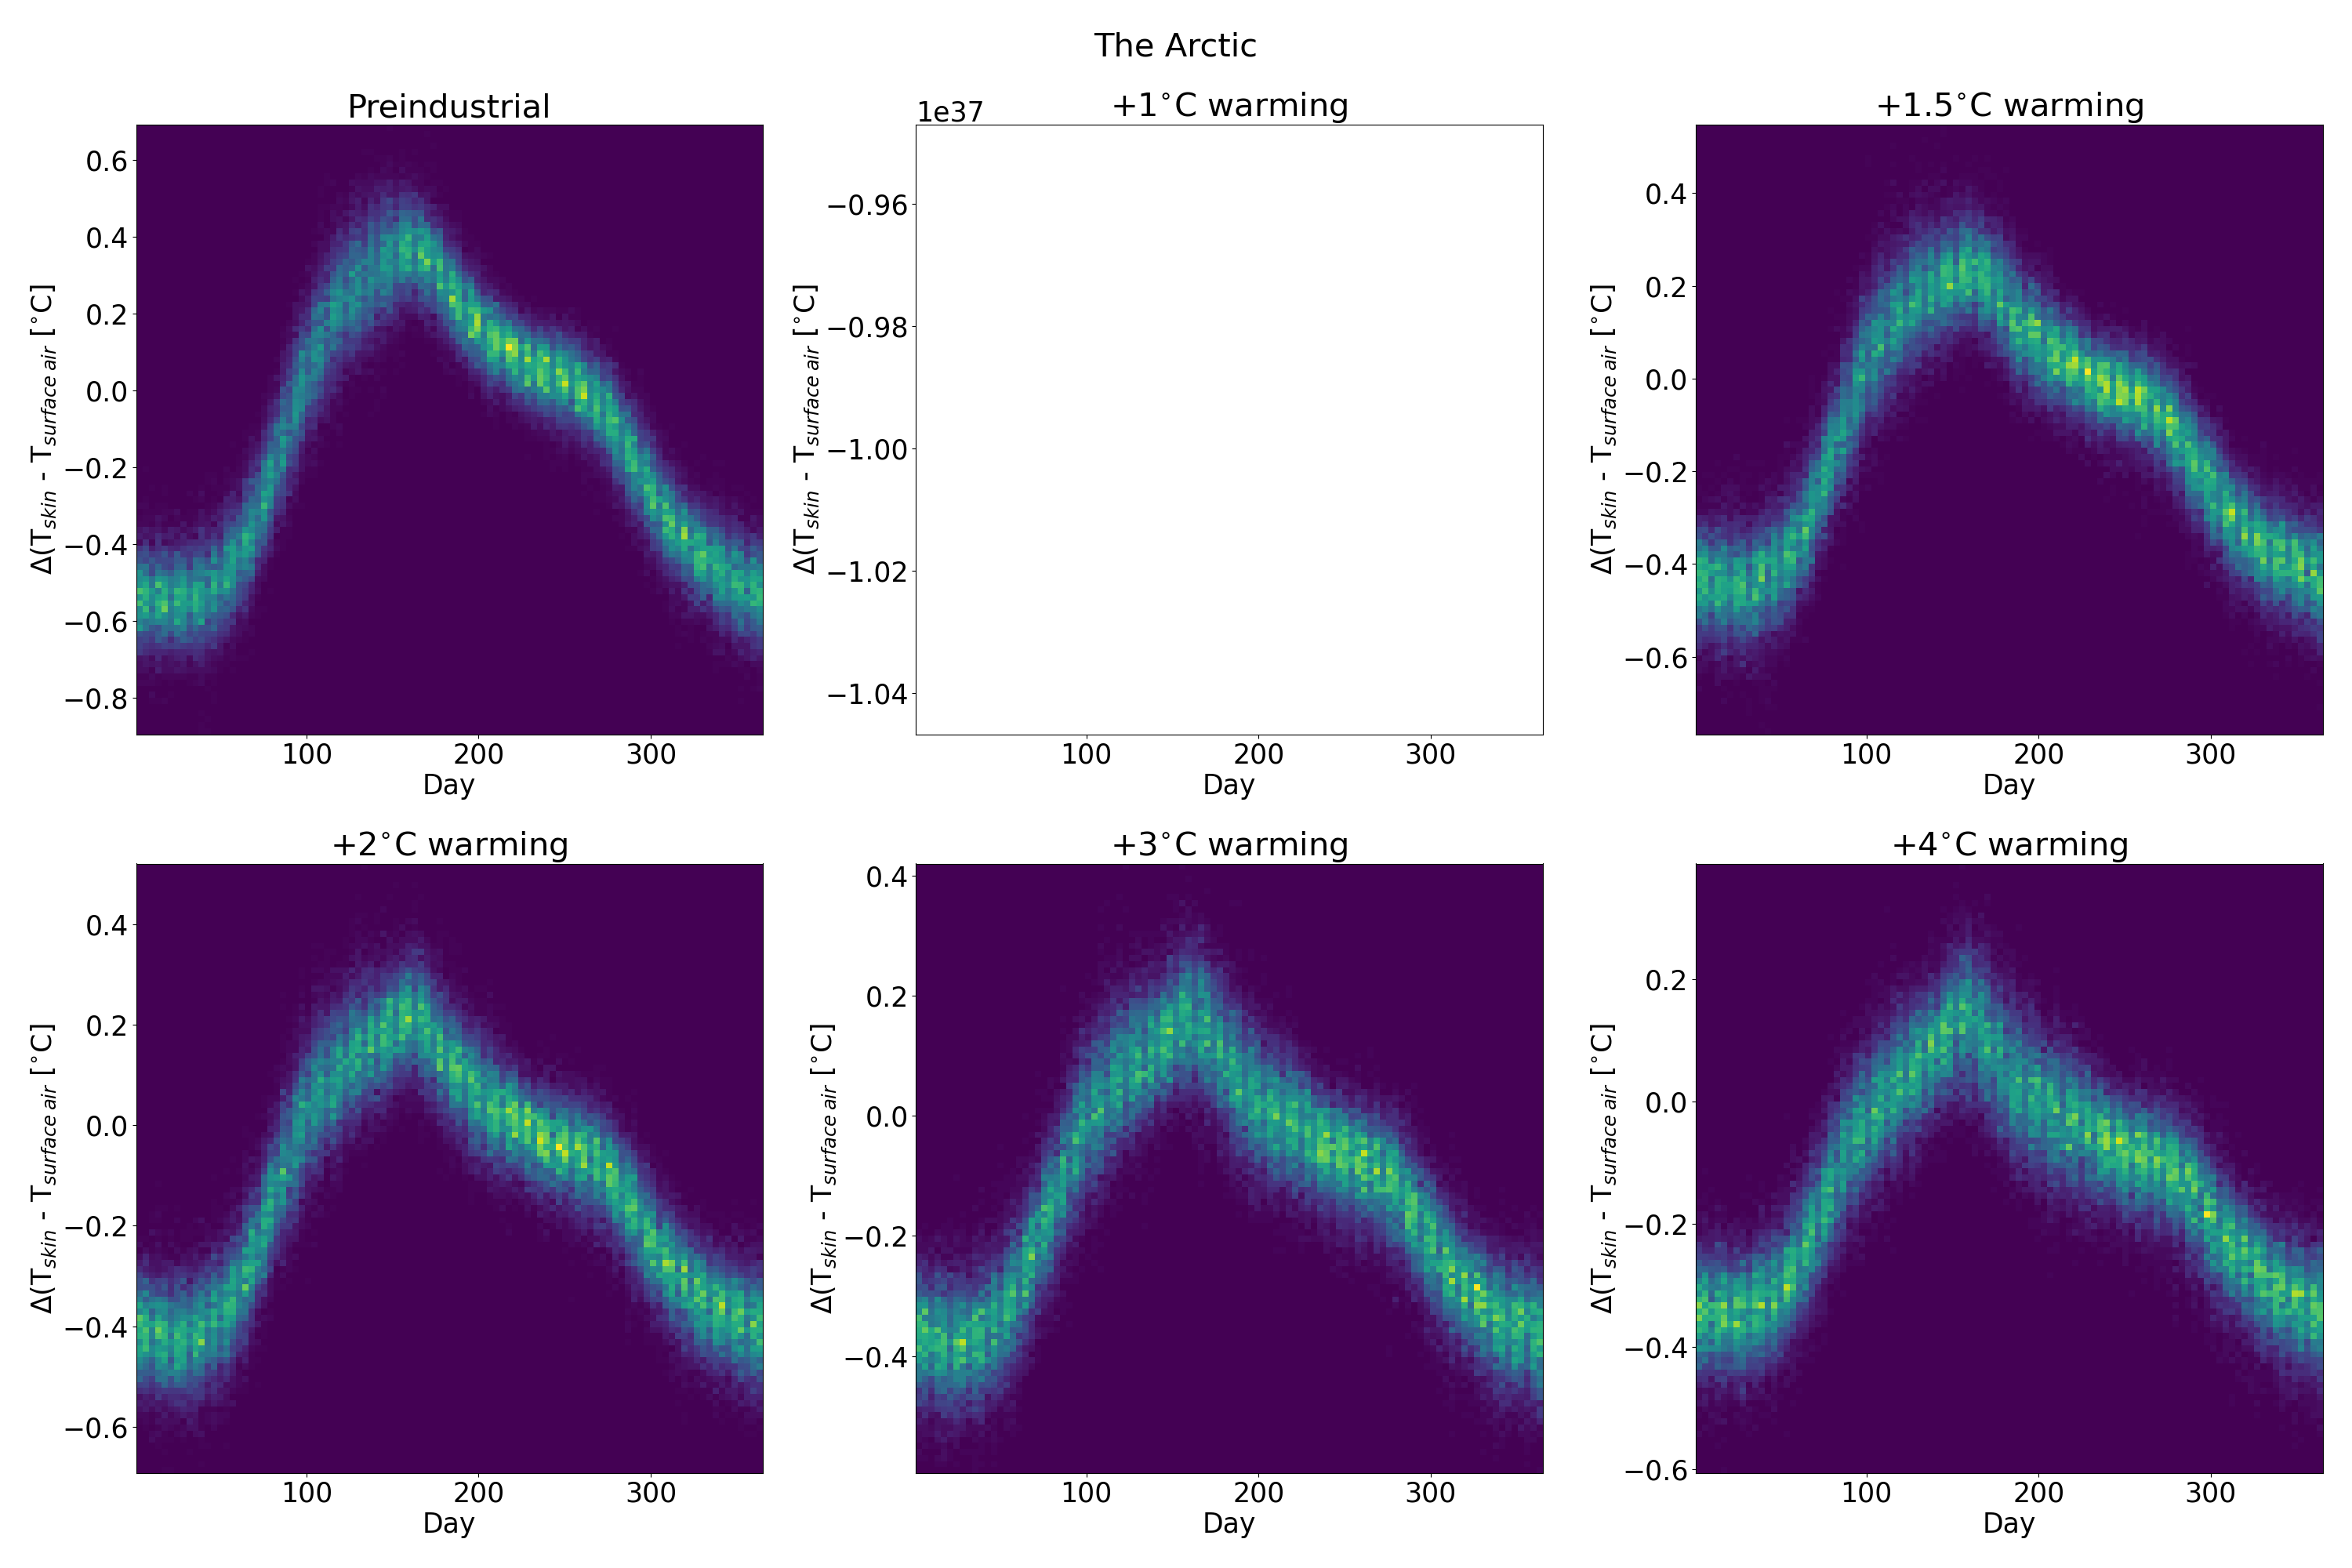 The Arctic
Preindustrial
Δ(T_skin - T_surface air [°C]
0.6
0.4
0.2
0.0
−0.2
−0.4
−0.6
−0.8
100 200 300
Day
+1°C warming
1e37
Δ(T_skin - T_surface air [°C]
−0.96
−0.98
−1.00
−1.02
−1.04
100 200 300
Day
+1.5°C warming
Δ(T_skin - T_surface air [°C]
0.4
0.2
0.0
−0.2
−0.4
−0.6
100 200 300
Day
+2°C warming
Δ(T_skin - T_surface air [°C]
0.4
0.2
0.0
−0.2
−0.4
−0.6
100 200 300
Day
+3°C warming
Δ(T_skin - T_surface air [°C]
0.4
0.2
0.0
−0.2
−0.4
100 200 300
Day
+4°C warming
Δ(T_skin - T_surface air [°C]
0.2
0.0
−0.2
−0.4
−0.6
100 200 300
Day